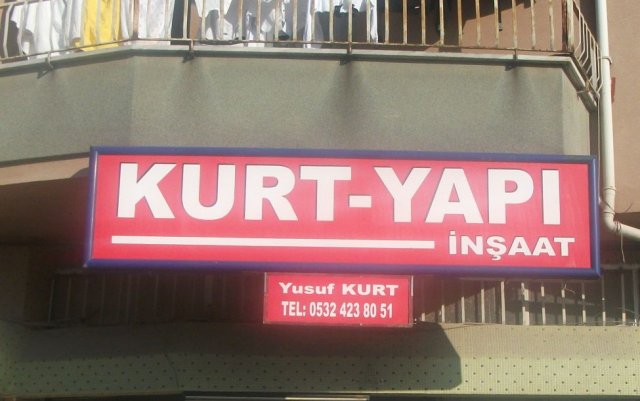 KURT-YAPI
İNŞAAT
Yusuf KURT
TEL: 0532 423 80 51